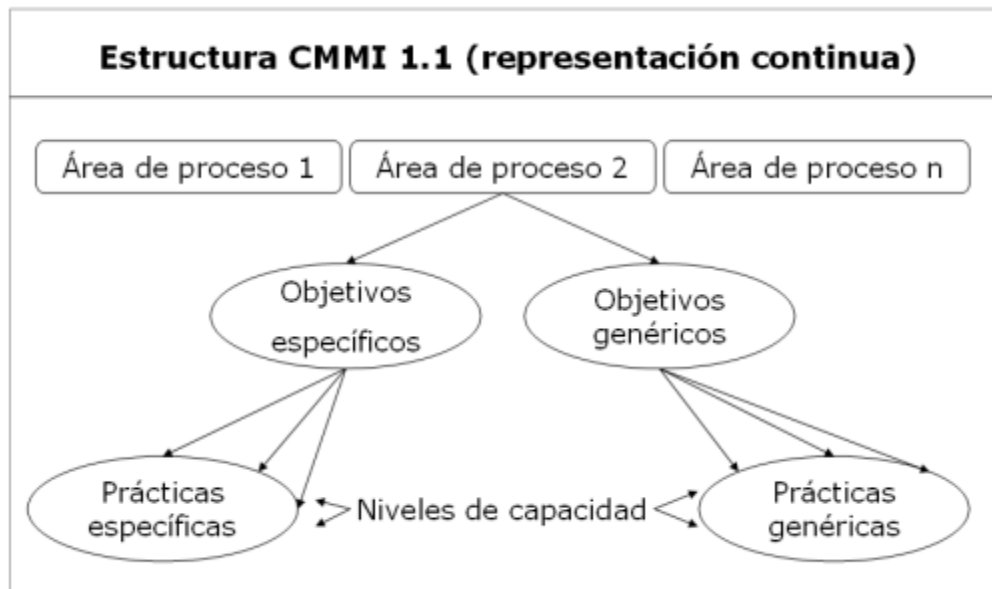 Estructura CMMI 1.1 (representación continua)
Área de proceso 1
Área de proceso 2
Área de proceso n
Objetivos
específicos
Objetivos
genéricos
Prácticas
específicas
Niveles de capacidad
Prácticas
genéricas